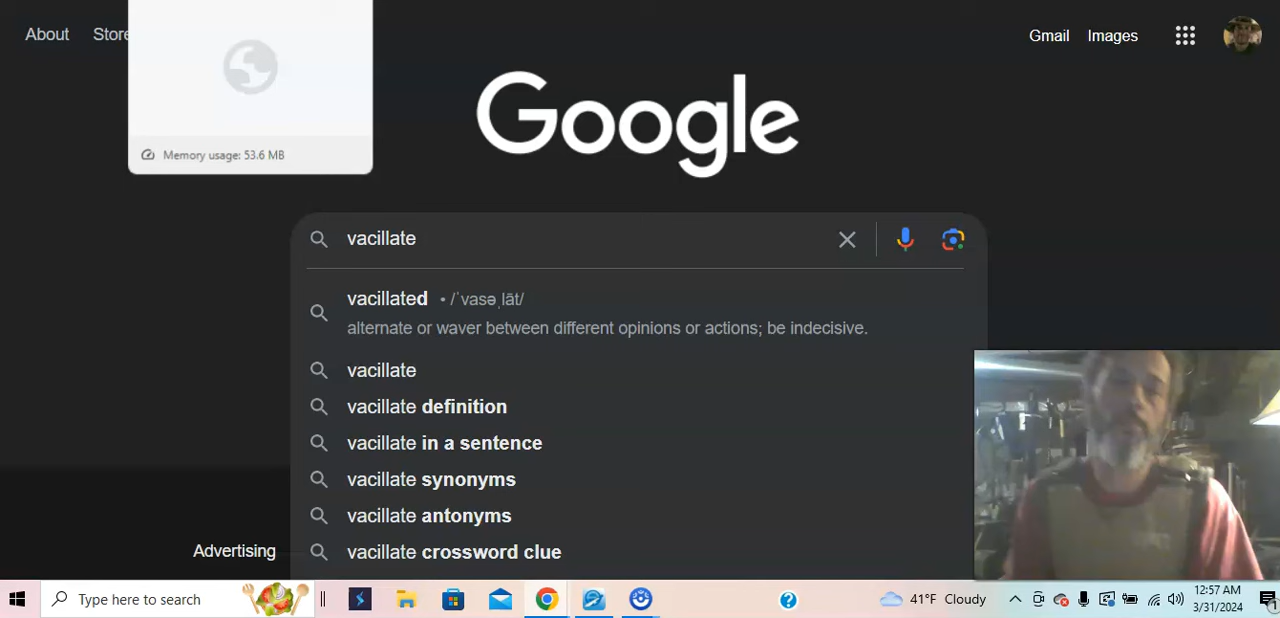 About Store Gmail Images
Memory usage: 53.6 MB
Google
vacillate
vacillated • /ˈvasəˌlāt/
alternate or waver between different opinions or actions; be indecisive.
vacillate
vacillate definition
vacillate in a sentence
vacillate synonyms
vacillate antonyms
vacillate crossword clue
Advertising
Type here to search
41°F Cloudy
12:57 AM
3/31/2024
1